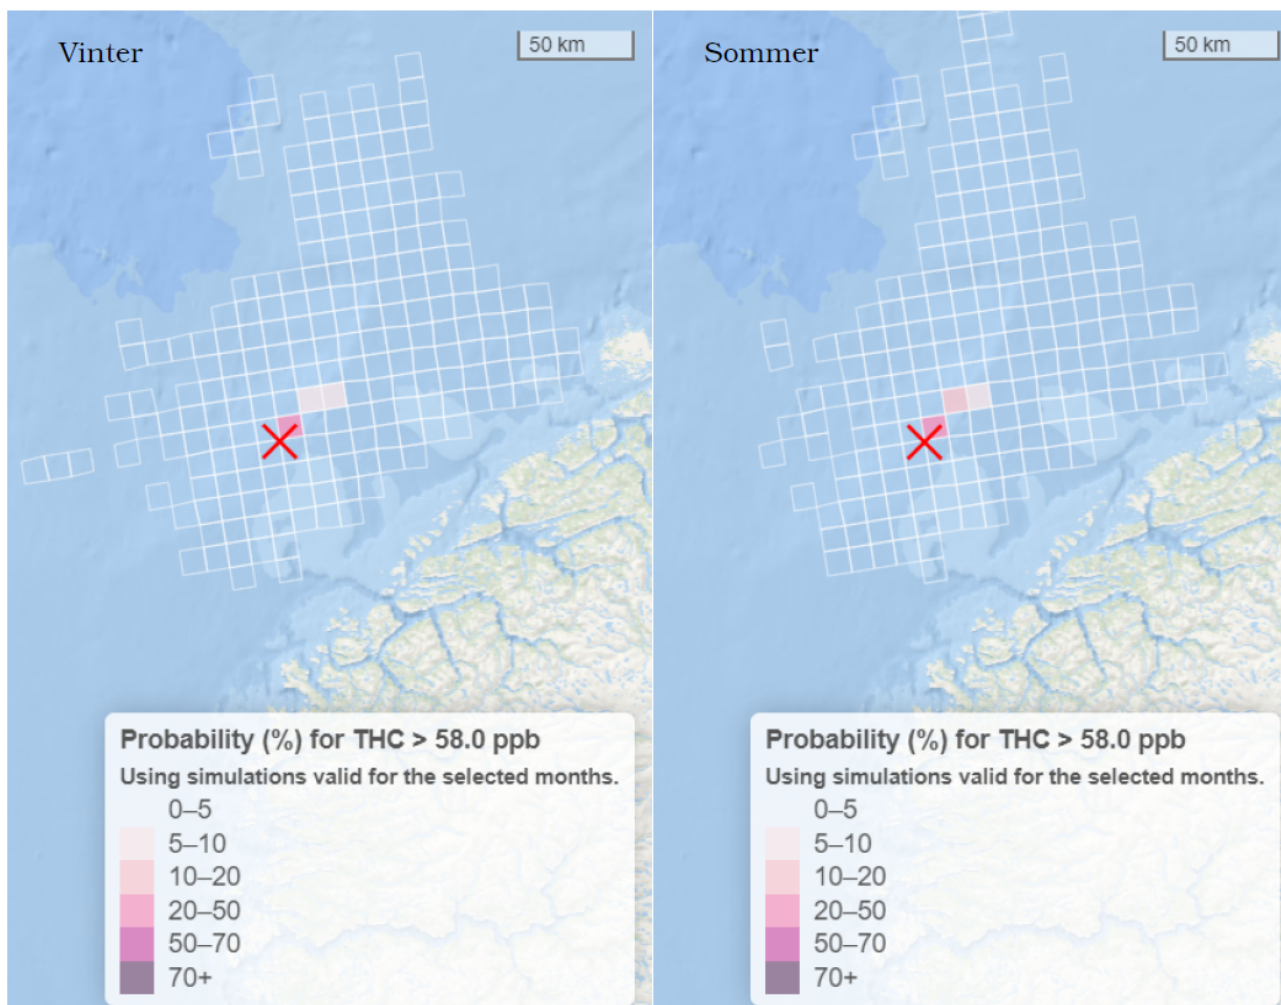 Vinter
50 km
Probability (%) for THC > 58.0 ppb
Using simulations valid for the selected months.
0–5
5–10
10–20
20–50
50–70
70+
Sommer
50 km
Probability (%) for THC > 58.0 ppb
Using simulations valid for the selected months.
0–5
5–10
10–20
20–50
50–70
70+